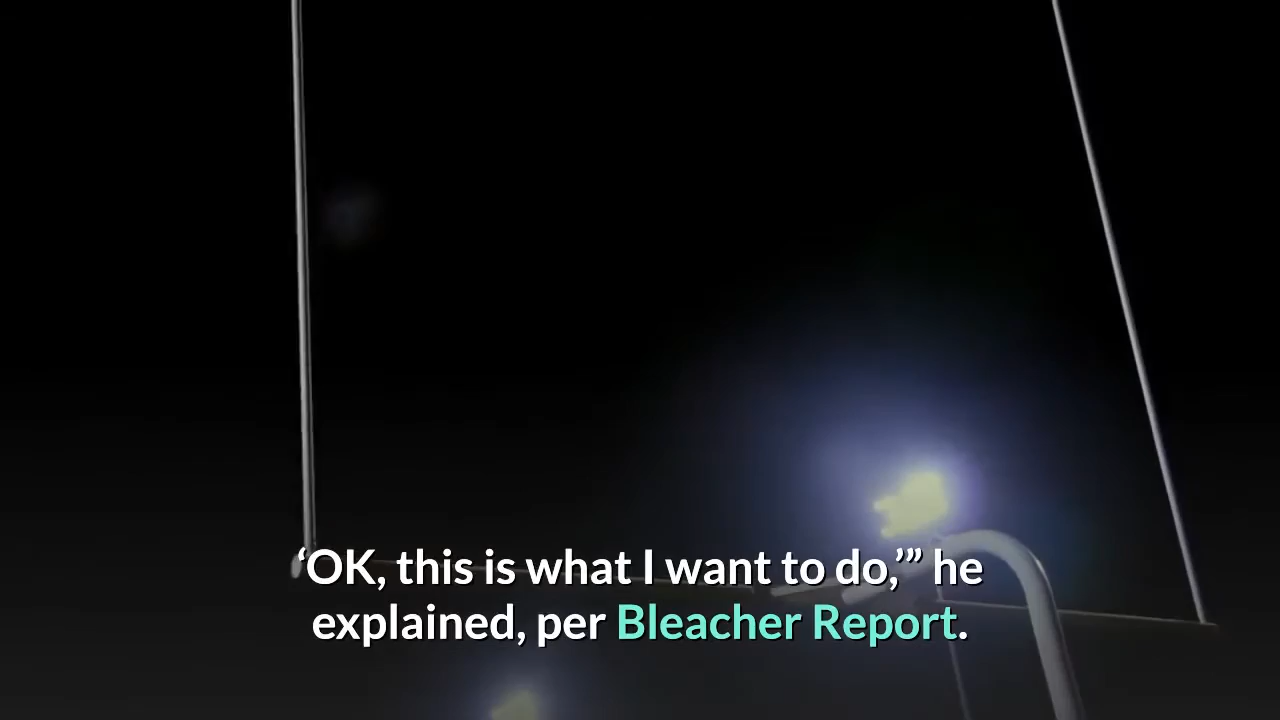 ‘OK, this is what I want to do,’” he
explained, per Bleacher Report.